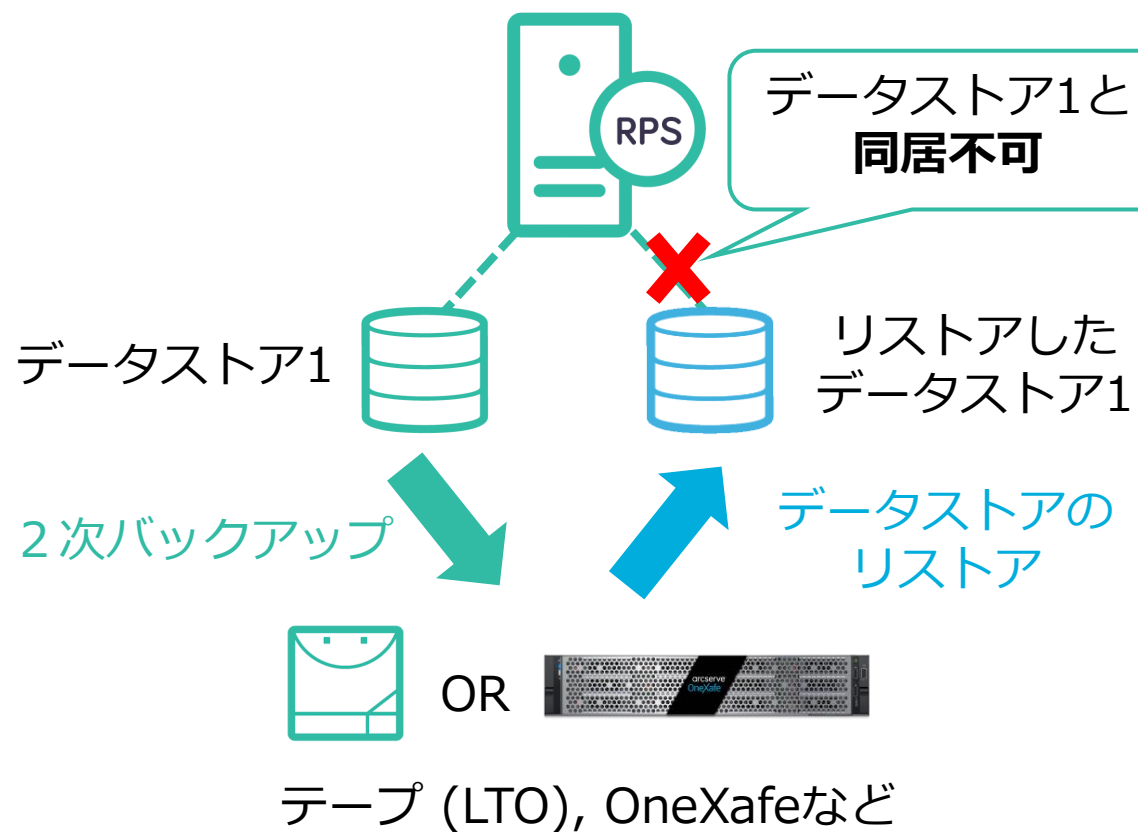 RPS
データストア1と
同居不可
データストア1
リストアした
データストア1
２次バックアップ
データストアの
リストア
OR
arcserve
OneXafe
テープ (LTO), OneXafeなど